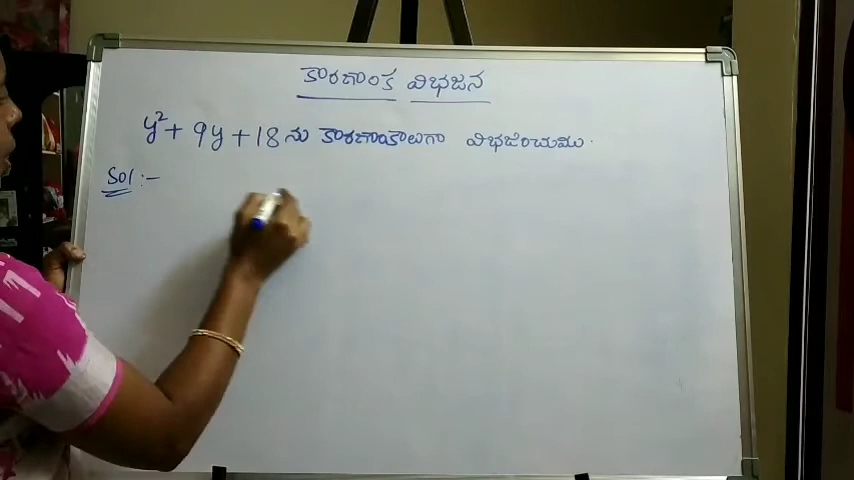 కారణాంక విభజన
y² + 9y + 18 ను కారణాంకాలుగా విభజించుము.
Sol :-